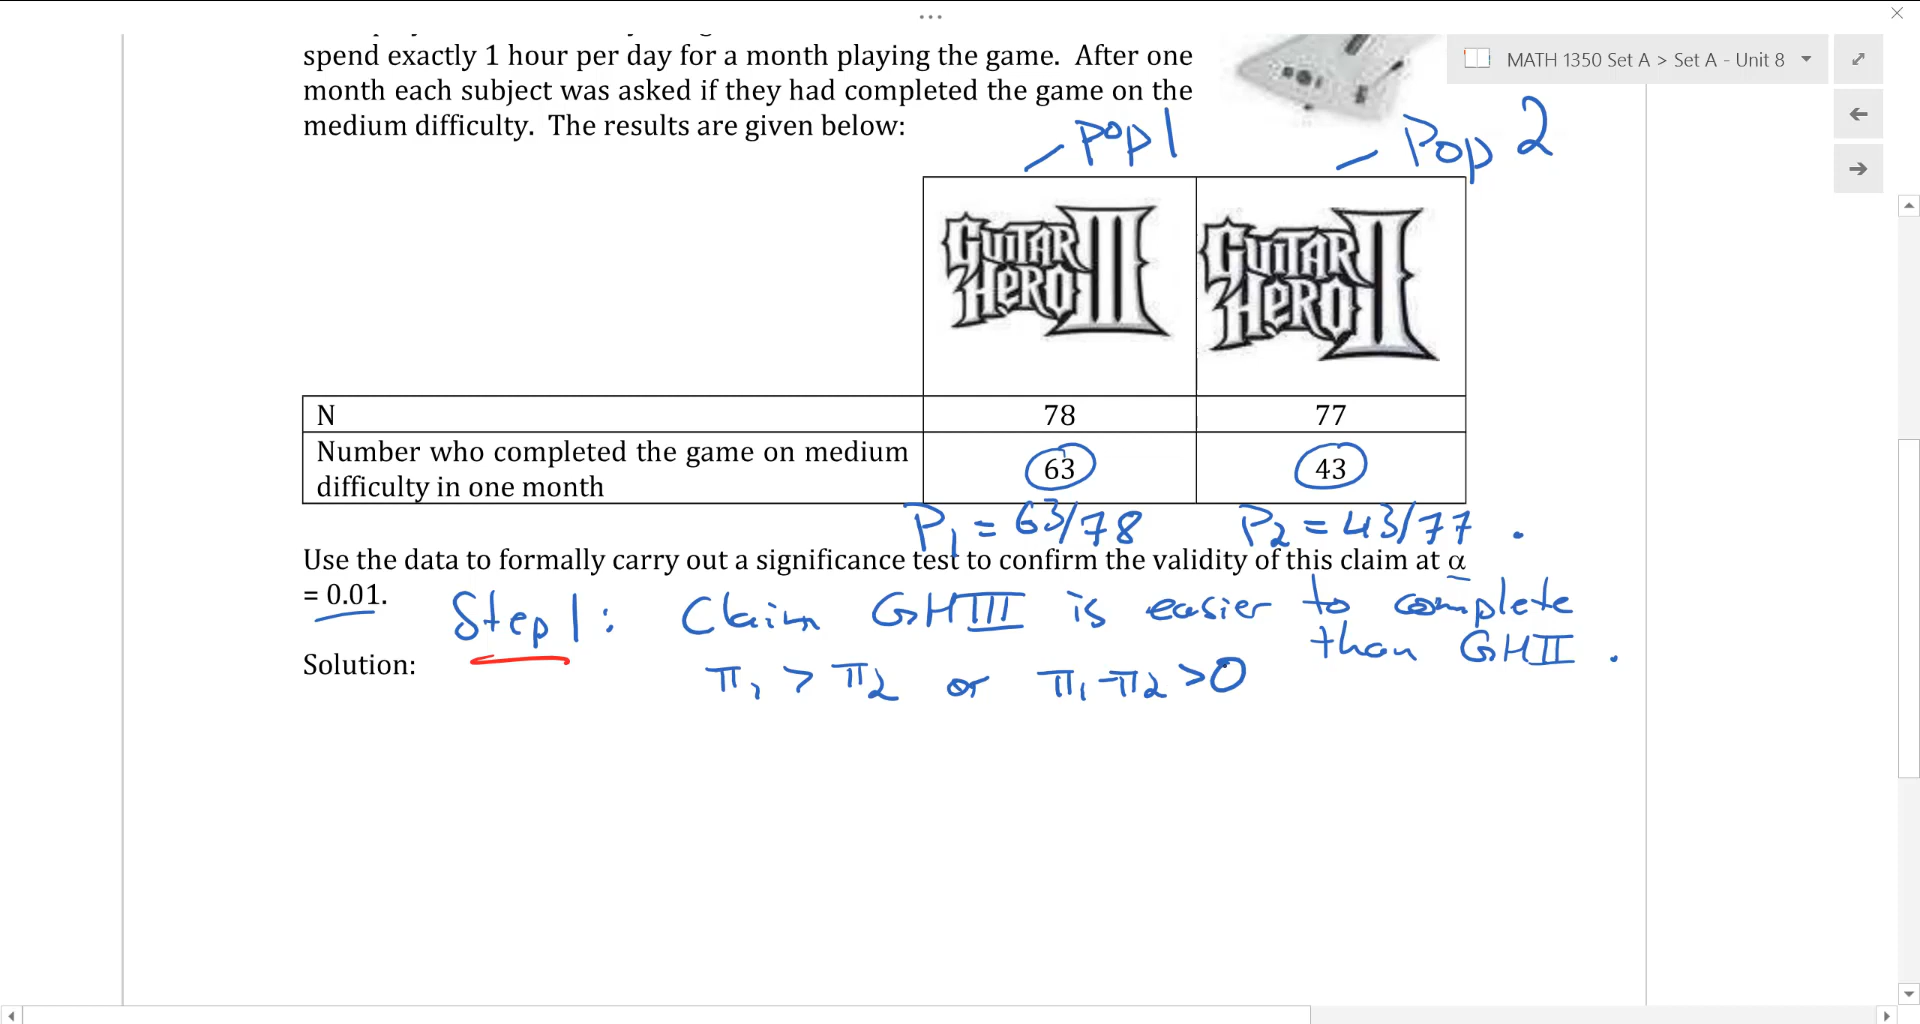 MATH 1350 Set A > Set A - Unit 8
spend exactly 1 hour per day for a month playing the game. After one
month each subject was asked if they had completed the game on the
medium difficulty. The results are given below:
Pop 1
Pop 2
GUITAR HERO III
GUITAR HERO II
N 78 77
Number who completed the game on medium
difficulty in one month 63 43
P1 = 63/78 P2 = 43/77 .
Use the data to formally carry out a significance test to confirm the validity of this claim at α
= 0.01.
Step 1: Claim GHIII is easier to complete
than GHII .
Solution:
π1 > π2 or π1 - π2 > 0